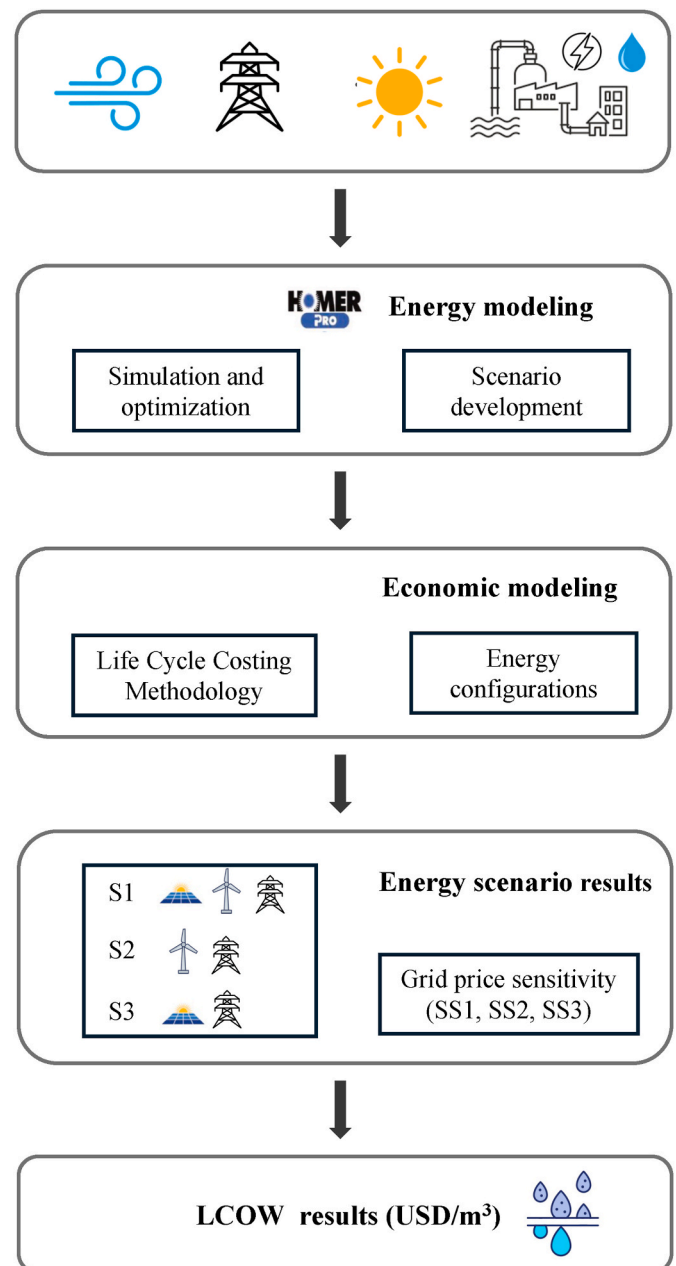 HOMER
PRO
Energy modeling
Simulation and
optimization
Scenario
development
Economic modeling
Life Cycle Costing
Methodology
Energy
configurations
Energy scenario results
S1
S2
S3
Grid price sensitivity
(SS1, SS2, SS3)
LCOW results (USD/m³)